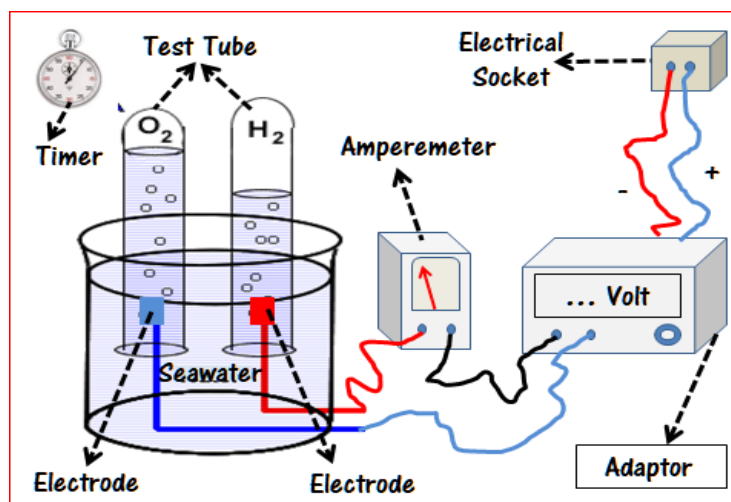 Test Tube
Electrical
Socket
O₂
H₂
Timer
Amperemeter
- +
... Volt
Seawater
Electrode
Electrode
Adaptor